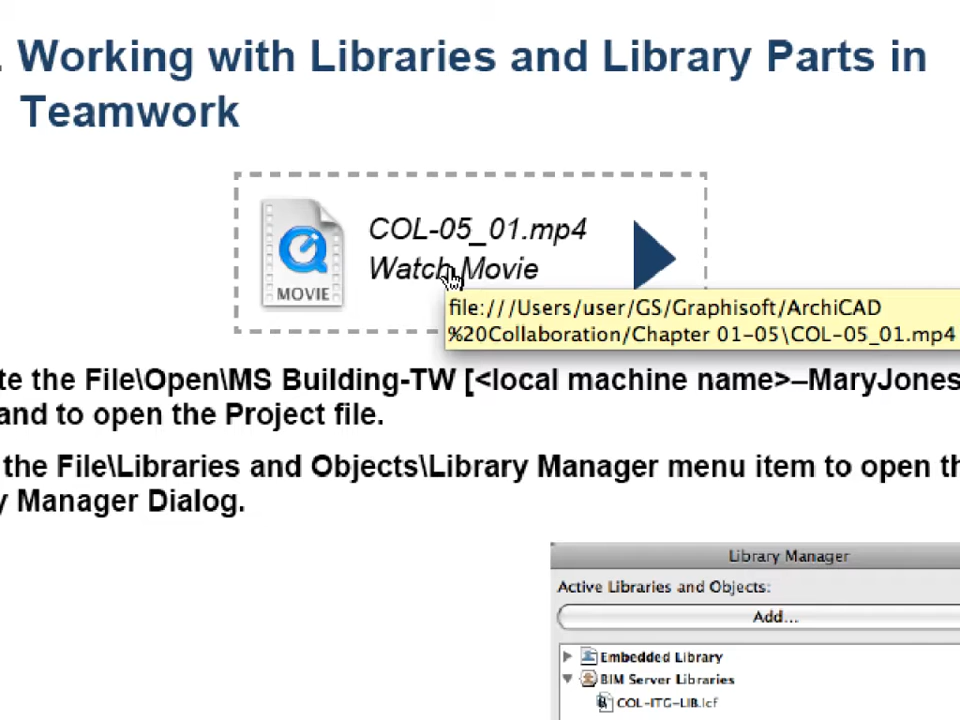 . Working with Libraries and Library Parts in
Teamwork
MOVIE
COL-05_01.mp4
Watch Movie
file:///Users/user/GS/Graphisoft/ArchiCAD
%20Collaboration/Chapter 01-05\COL-05_01.mp4
te the File\Open\MS Building-TW [<local machine name>–MaryJones
and to open the Project file.
the File\Libraries and Objects\Library Manager menu item to open th
y Manager Dialog.
Library Manager
Active Libraries and Objects:
Add...
Embedded Library
BIM Server Libraries
COL-ITG-LIB.lcf